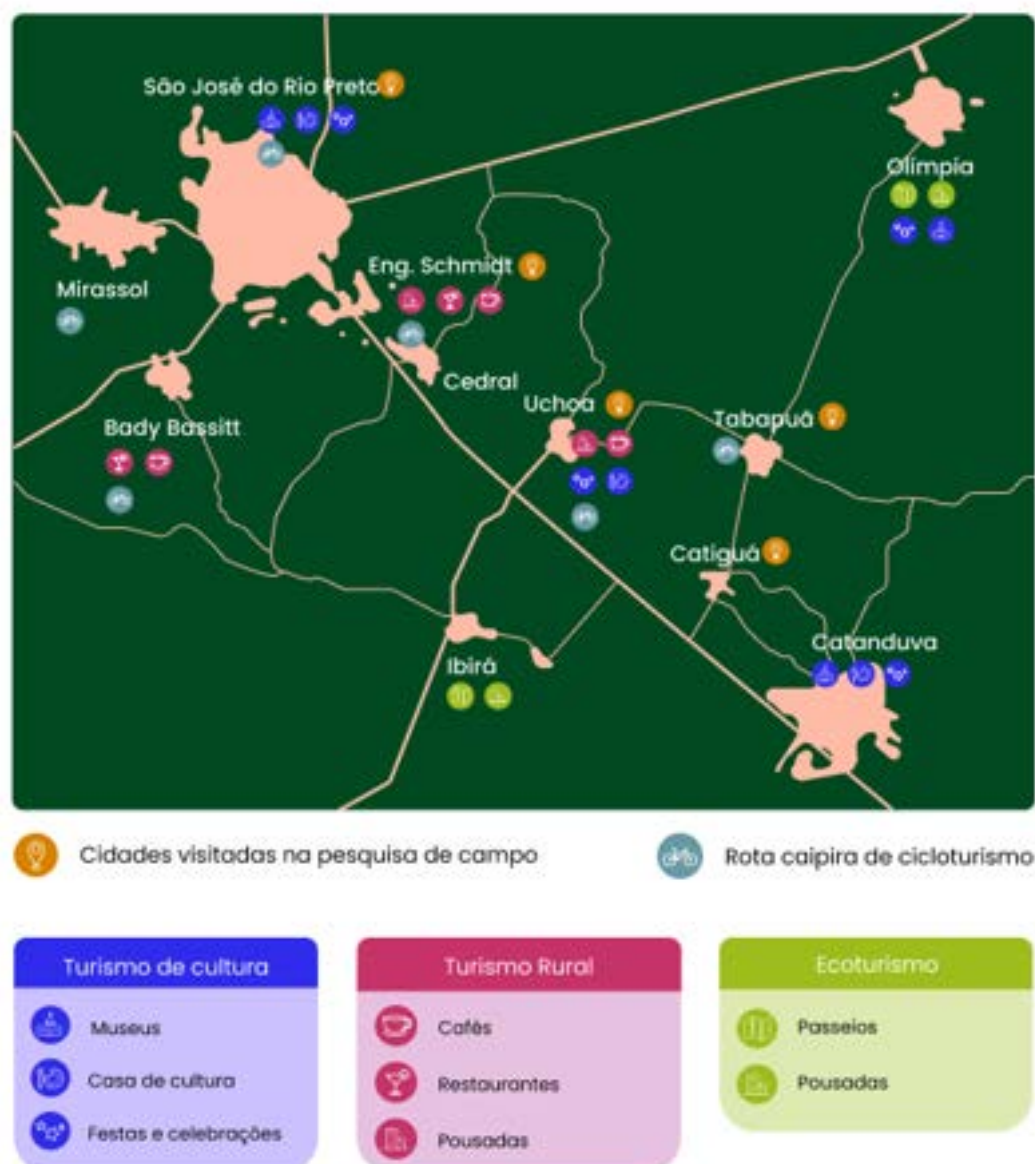 São José do Rio Preto
Olímpia
Eng. Schmidt
Mirassol
Cedral
Uchoa
Tabapuã
Bady Bassitt
Catiguá
Catanduva
Ibirá
Cidades visitadas na pesquisa de campo
Rota caipira de cicloturismo
Turismo de cultura
Museus
Casa de cultura
Festas e celebrações
Turismo Rural
Cafés
Restaurantes
Pousadas
Ecoturismo
Passeios
Pousadas